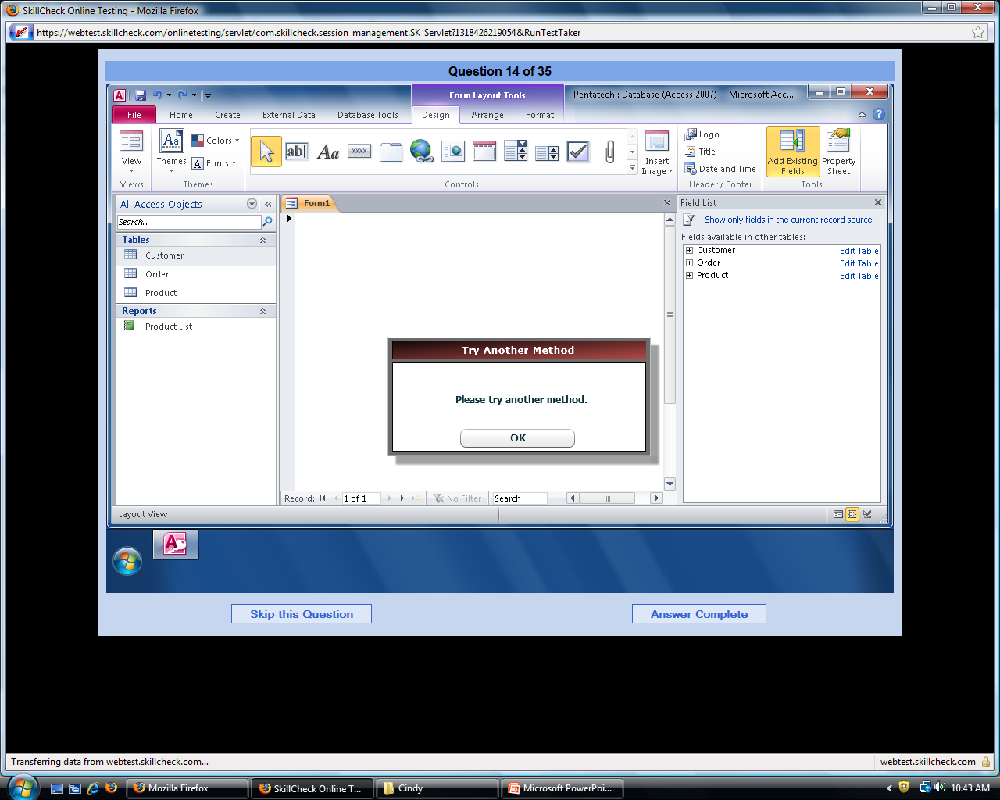 SkillCheck Online Testing - Mozilla Firefox
https://webtest.skillcheck.com/onlinetesting/servlet/com.skillcheck.session_management.SK_Servlet?1318426219054&RunTestTaker
Question 14 of 35
Form Layout Tools
Pentatech : Database (Access 2007) - Microsoft Acc...
File Home Create External Data Database Tools Design Arrange Format
View
Views
Themes
Colors
Fonts
Themes
Aa
ab|
Aa
xxxx
Controls
Insert
Image
Logo
Title
Date and Time
Header / Footer
Add Existing
Fields
Property
Sheet
Tools
All Access Objects
Search...
Tables
Customer
Order
Product
Reports
Product List
Form1
Try Another Method
Please try another method.
OK
Record: 1 of 1 No Filter Search
Field List
Show only fields in the current record source
Fields available in other tables:
Customer Edit Table
Order Edit Table
Product Edit Table
Layout View
Skip this Question
Answer Complete
Transferring data from webtest.skillcheck.com...
webtest.skillcheck.com
Mozilla Firefox
SkillCheck Online T...
Cindy
Microsoft PowerPoi...
10:43 AM